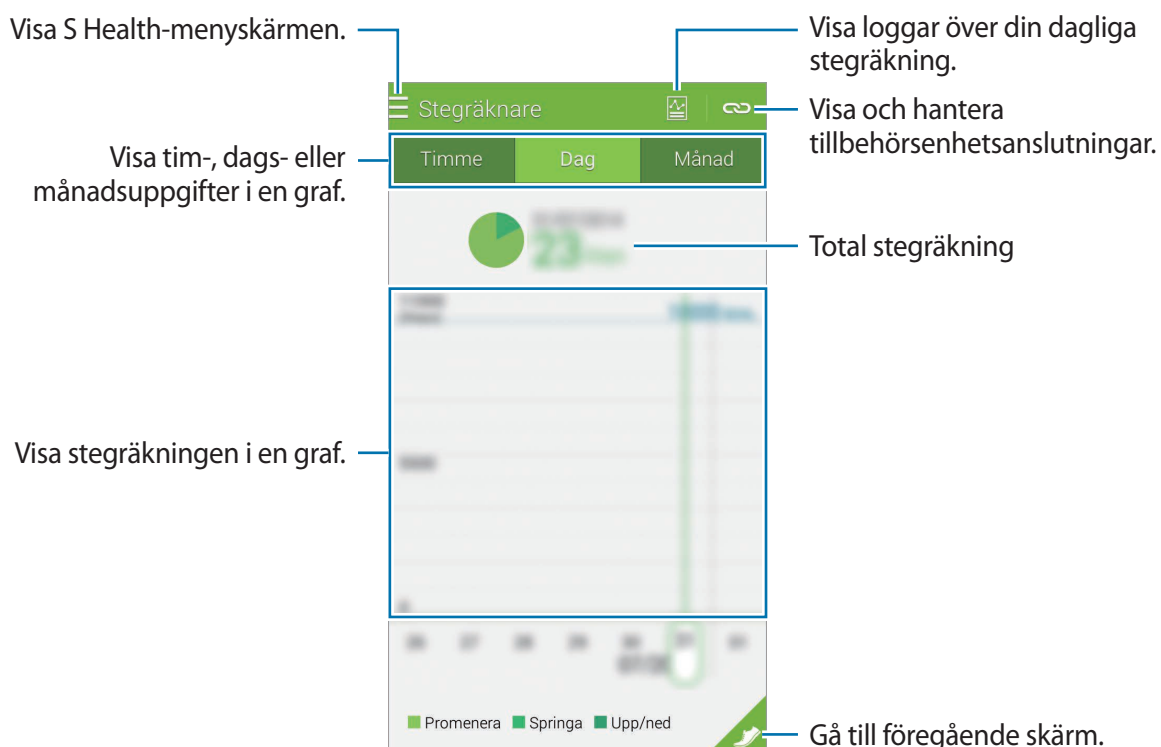 Visa S Health-menyskärmen.
Visa loggar över din dagliga
stegräkning.
Stegräknare
Visa och hantera
tillbehörsenhetsanslutningar.
Visa tim-, dags- eller
månadsuppgifter i en graf.
Timme Dag Månad
23
Total stegräkning
Visa stegräkningen i en graf.
Promenera Springa Upp/ned
Gå till föregående skärm.